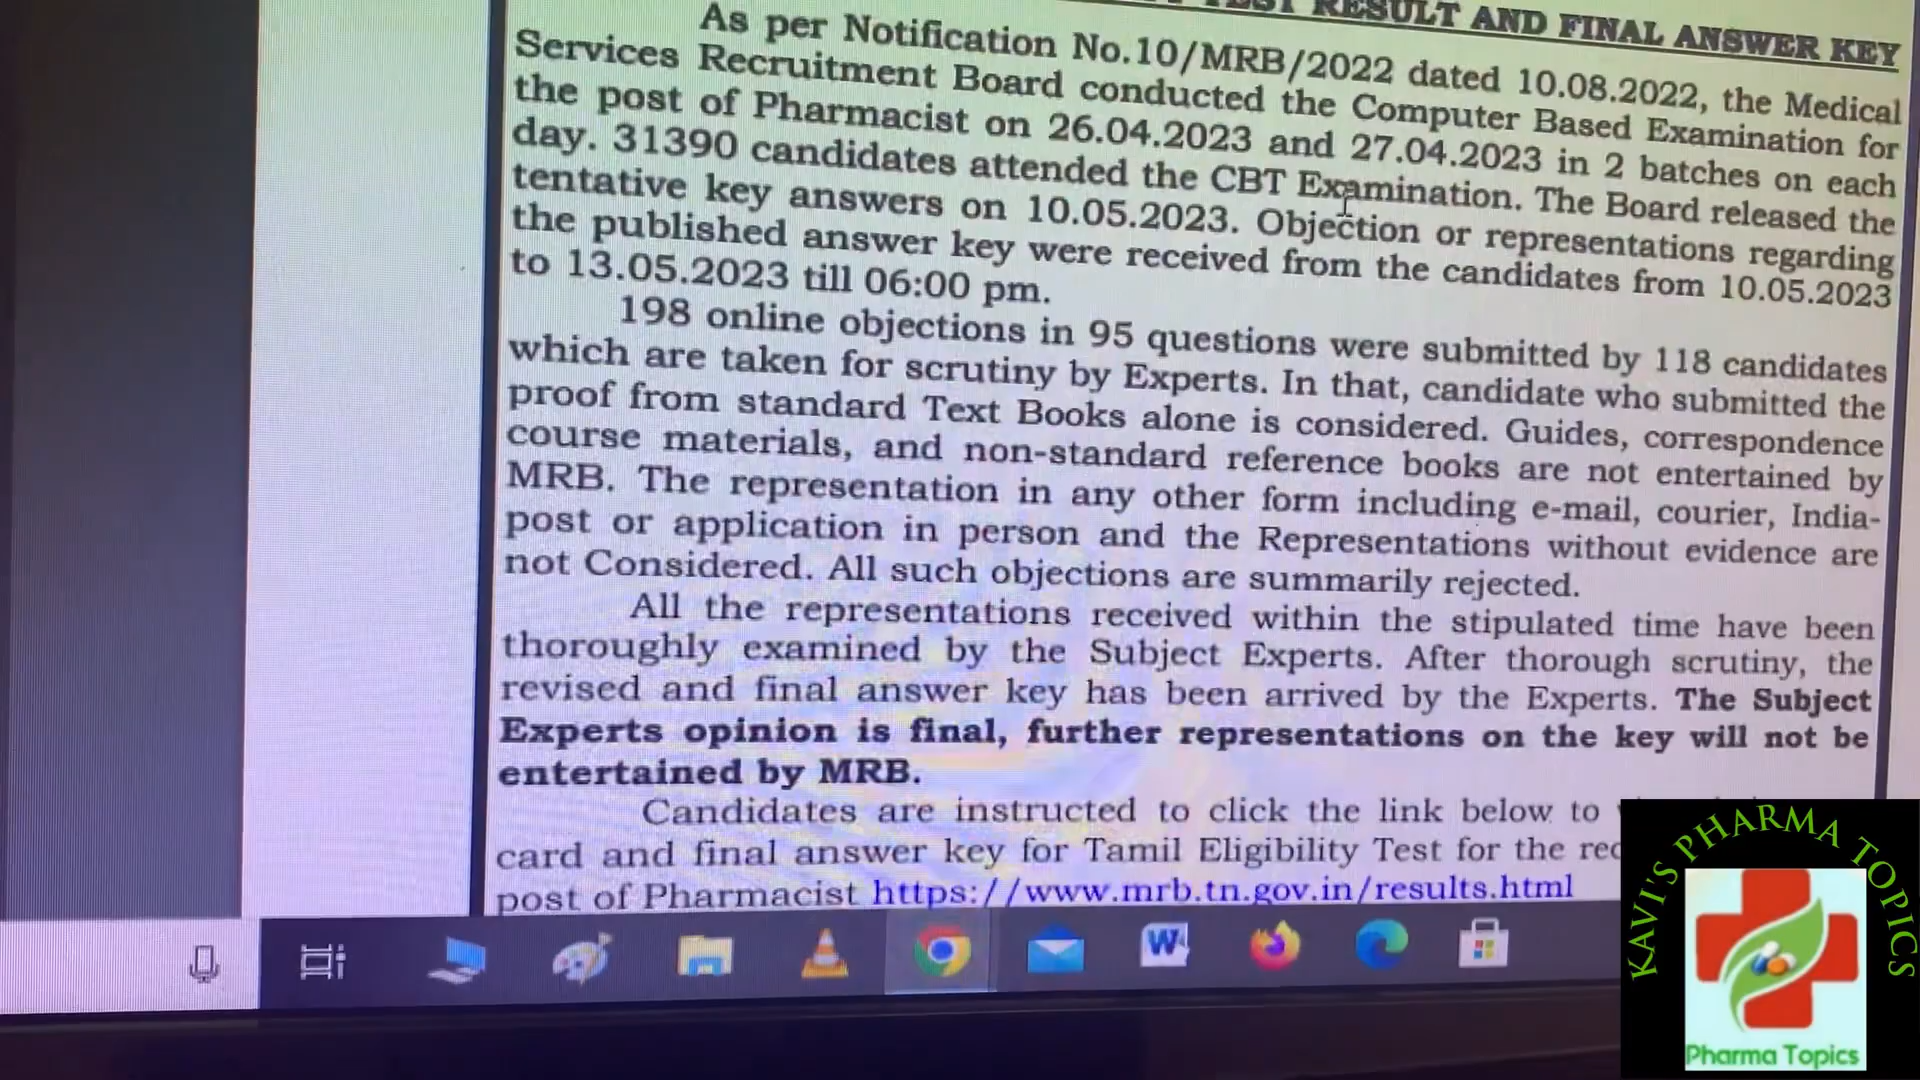 TEST RESULT AND FINAL ANSWER KEY
As per Notification No.10/MRB/2022 dated 10.08.2022, the Medical
Services Recruitment Board conducted the Computer Based Examination for
the post of Pharmacist on 26.04.2023 and 27.04.2023 in 2 batches on each
day. 31390 candidates attended the CBT Examination. The Board released the
tentative key answers on 10.05.2023. Objection or representations regarding
the published answer key were received from the candidates from 10.05.2023
to 13.05.2023 till 06:00 pm.
198 online objections in 95 questions were submitted by 118 candidates
which are taken for scrutiny by Experts. In that, candidate who submitted the
proof from standard Text Books alone is considered. Guides, correspondence
course materials, and non-standard reference books are not entertained by
MRB. The representation in any other form including e-mail, courier, India-
post or application in person and the Representations without evidence are
not Considered. All such objections are summarily rejected.
All the representations received within the stipulated time have been
thoroughly examined by the Subject Experts. After thorough scrutiny, the
revised and final answer key has been arrived by the Experts. The Subject
Experts opinion is final, further representations on the key will not be
entertained by MRB.
Candidates are instructed to click the link below to
card and final answer key for Tamil Eligibility Test for the
post of Pharmacist https://www.mrb.tn.gov.in/results.html
W
KAVI'S PHARMA TOPICS
Pharma Topics